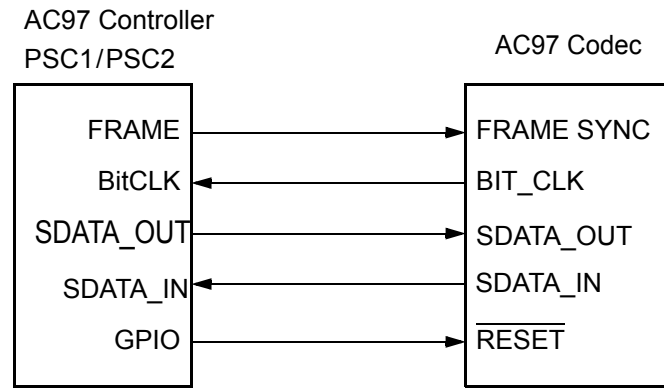 AC97 Controller
PSC1/PSC2
AC97 Codec
FRAME
FRAME SYNC
BitCLK
BIT_CLK
SDATA_OUT
SDATA_OUT
SDATA_IN
SDATA_IN
GPIO
RESET